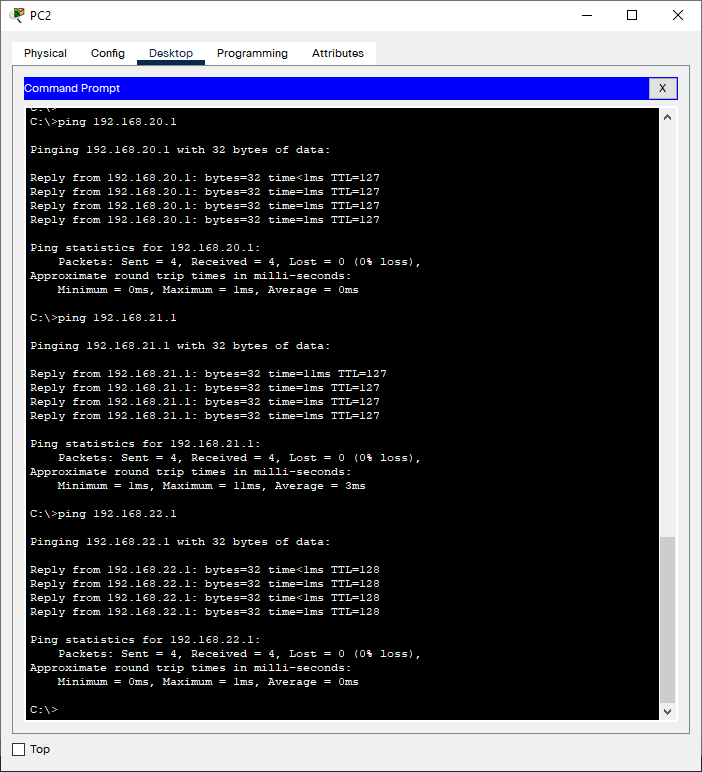 PC2
Physical Config Desktop Programming Attributes
Command Prompt X
C:\>
C:\>ping 192.168.20.1
Pinging 192.168.20.1 with 32 bytes of data:
Reply from 192.168.20.1: bytes=32 time<1ms TTL=127
Reply from 192.168.20.1: bytes=32 time=1ms TTL=127
Reply from 192.168.20.1: bytes=32 time=1ms TTL=127
Reply from 192.168.20.1: bytes=32 time=1ms TTL=127
Ping statistics for 192.168.20.1:
Packets: Sent = 4, Received = 4, Lost = 0 (0% loss),
Approximate round trip times in milli-seconds:
Minimum = 0ms, Maximum = 1ms, Average = 0ms
C:\>ping 192.168.21.1
Pinging 192.168.21.1 with 32 bytes of data:
Reply from 192.168.21.1: bytes=32 time=11ms TTL=127
Reply from 192.168.21.1: bytes=32 time=1ms TTL=127
Reply from 192.168.21.1: bytes=32 time=1ms TTL=127
Reply from 192.168.21.1: bytes=32 time=1ms TTL=127
Ping statistics for 192.168.21.1:
Packets: Sent = 4, Received = 4, Lost = 0 (0% loss),
Approximate round trip times in milli-seconds:
Minimum = 1ms, Maximum = 11ms, Average = 3ms
C:\>ping 192.168.22.1
Pinging 192.168.22.1 with 32 bytes of data:
Reply from 192.168.22.1: bytes=32 time<1ms TTL=128
Reply from 192.168.22.1: bytes=32 time=1ms TTL=128
Reply from 192.168.22.1: bytes=32 time<1ms TTL=128
Reply from 192.168.22.1: bytes=32 time=1ms TTL=128
Ping statistics for 192.168.22.1:
Packets: Sent = 4, Received = 4, Lost = 0 (0% loss),
Approximate round trip times in milli-seconds:
Minimum = 0ms, Maximum = 1ms, Average = 0ms
C:\>
Top